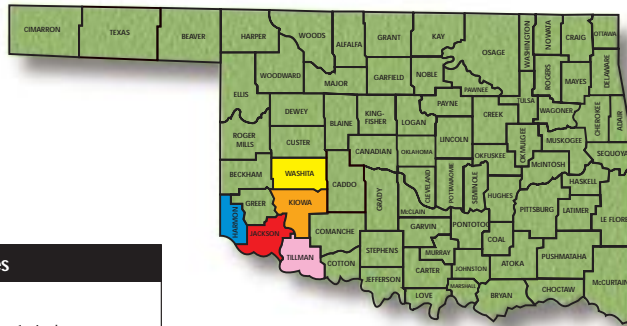 CIMARRON
TEXAS
BEAVER
HARPER
WOODS
ALFALFA
GRANT
KAY
OSAGE
WASHINGTON
NOWATA
CRAIG
OTTAWA
WOODWARD
MAJOR
GARFIELD
NOBLE
PAWNEE
ROGERS
MAYES
DELAWARE
ELLIS
DEWEY
BLAINE
KING-
FISHER
LOGAN
PAYNE
CREEK
TULSA
WAGONER
CHEROKEE
ADAIR
ROGER
MILLS
CUSTER
CANADIAN
OKLAHOMA
LINCOLN
OKFUSKEE
OKMULGEE
MUSKOGEE
McINTOSH
SEQUOYA
BECKHAM
WASHITA
CADDO
GRADY
CLEVELAND
POTTAWATOMIE
SEMINOLE
HUGHES
HASKELL
PITTSBURG
LATIMER
LE FLORE
HARMON
GREER
KIOWA
McCLAIN
GARVIN
PONTOTOC
COAL
JACKSON
COMANCHE
STEPHENS
MURRAY
ATOKA
PUSHMATAHA
McCURTAIN
TILLMAN
COTTON
JEFFERSON
CARTER
JOHNSTON
MARSHALL
LOVE
BRYAN
CHOCTAW
es